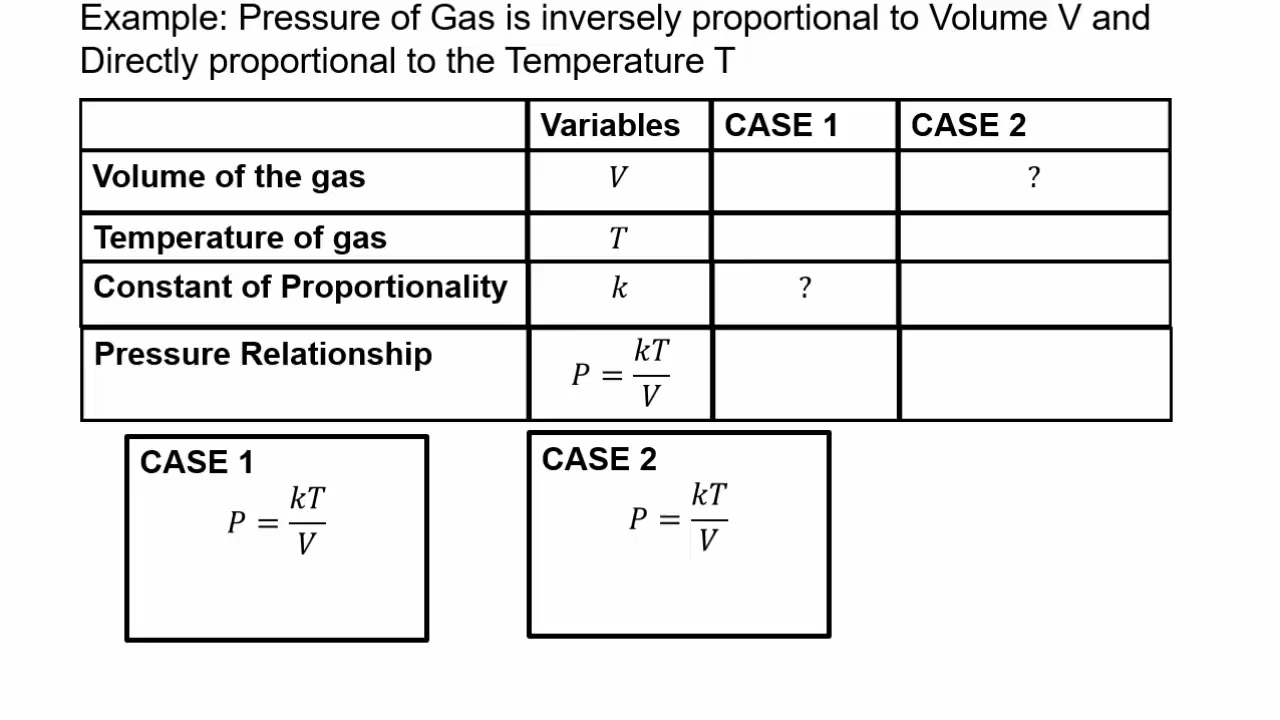 Example: Pressure of Gas is inversely proportional to Volume V and
Directly proportional to the Temperature T
Variables CASE 1 CASE 2
Volume of the gas V ?
Temperature of gas T
Constant of Proportionality k ?
Pressure Relationship P = kT/V
CASE 1
P = kT/V
CASE 2
P = kT/V